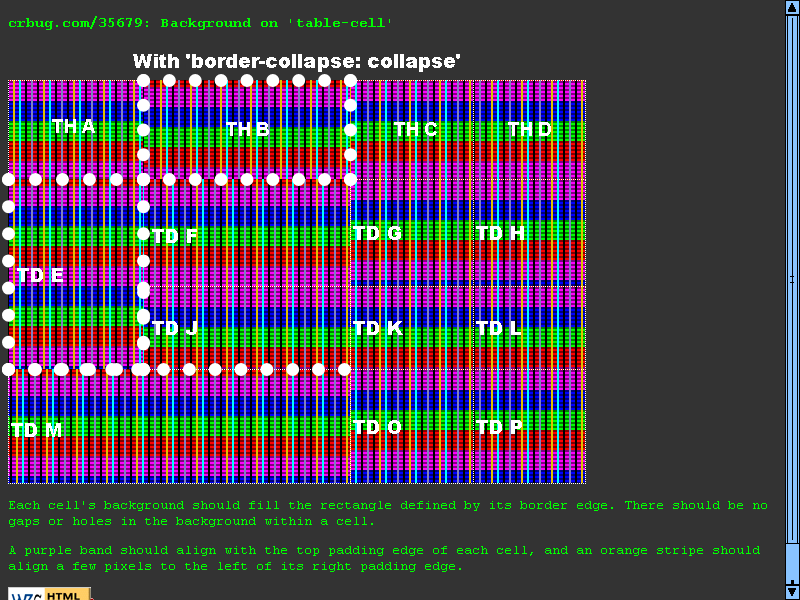 crbug.com/35679: Background on 'table-cell'
With 'border-collapse: collapse'
TH A TH B TH C TH D
TD F TD G TD H
TD E
TD J TD K TD L
TD M TD O TD P
Each cell's background should fill the rectangle defined by its border edge. There should be no
gaps or holes in the background within a cell.
A purple band should align with the top padding edge of each cell, and an orange stripe should
align a few pixels to the left of its right padding edge.
W3C HTML